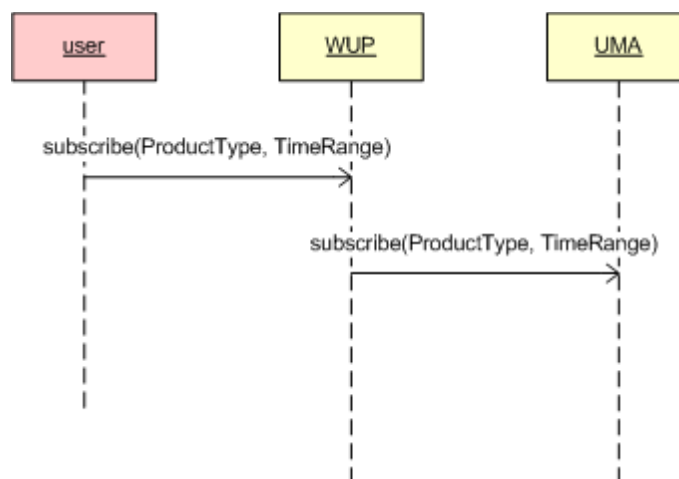 user
WUP
UMA
subscribe(ProductType, TimeRange)
subscribe(ProductType, TimeRange)